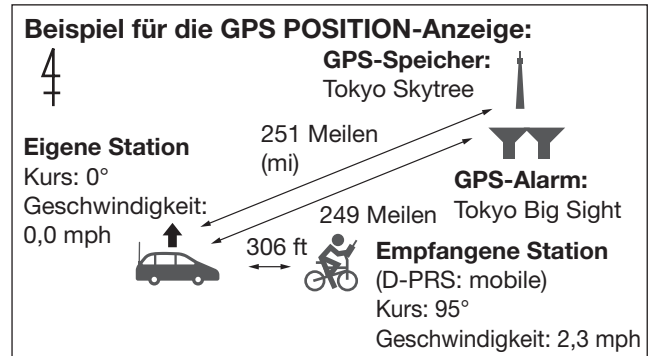 Beispiel für die GPS POSITION-Anzeige:
GPS-Speicher:
Tokyo Skytree
251 Meilen
(mi)
Eigene Station
Kurs: 0°
Geschwindigkeit:
0,0 mph
GPS-Alarm:
Tokyo Big Sight
249 Meilen
306 ft
Empfangene Station
(D-PRS: mobile)
Kurs: 95°
Geschwindigkeit: 2,3 mph